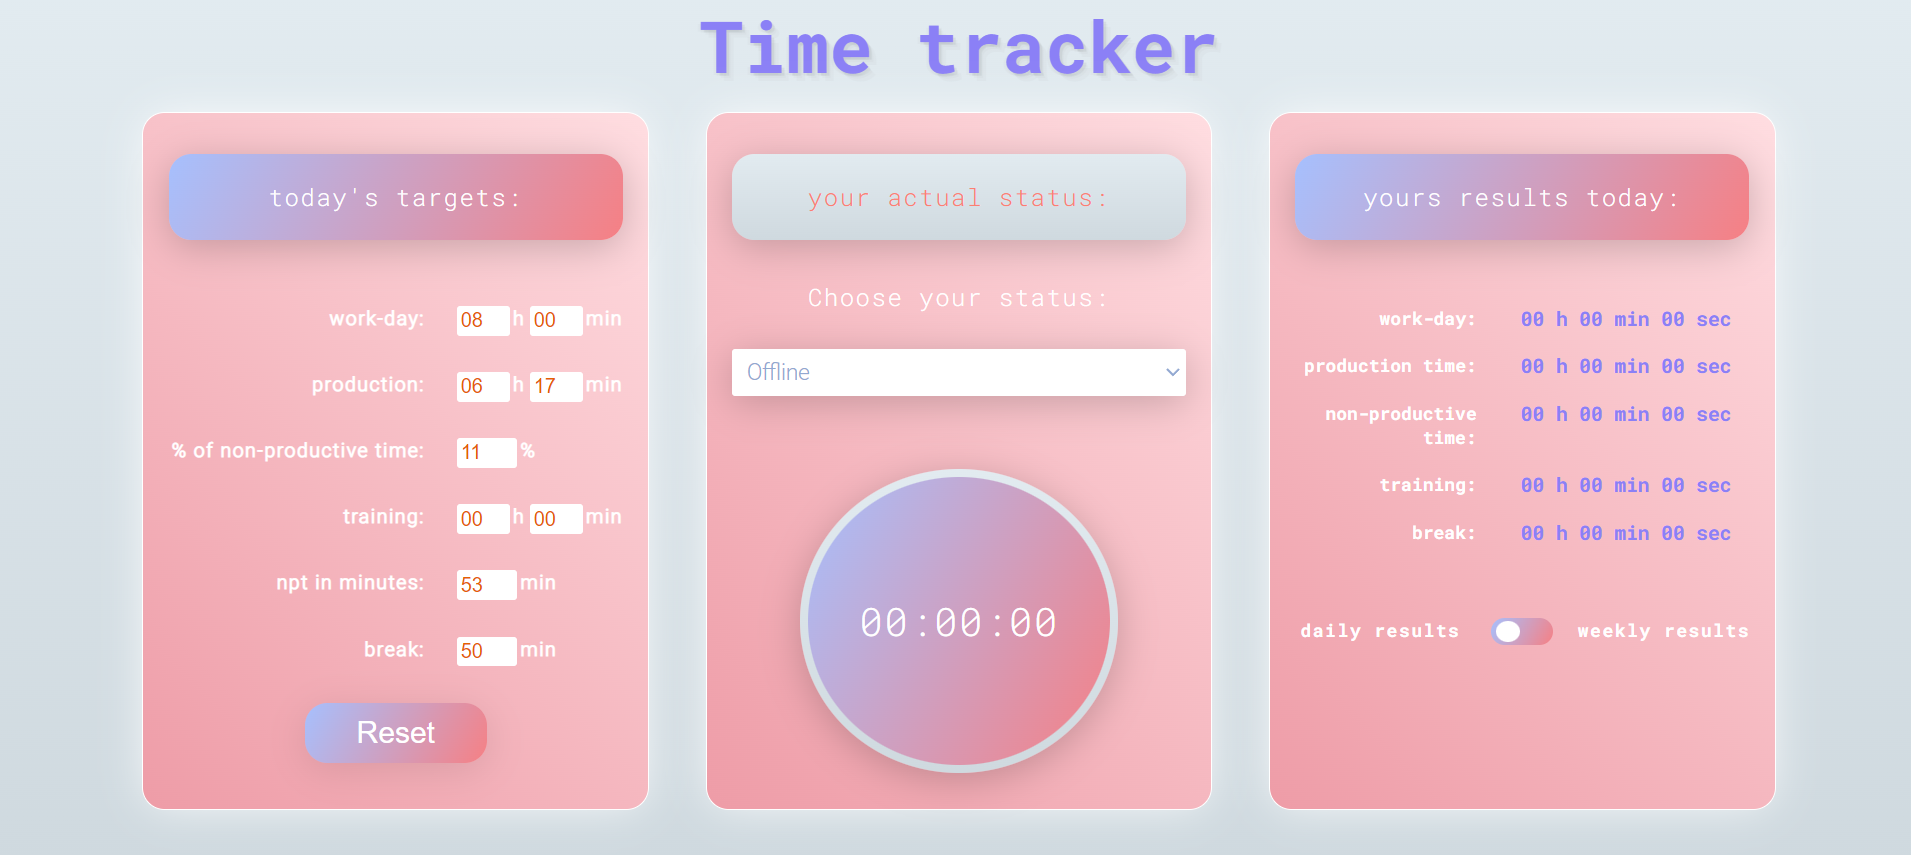 Time tracker
today's targets:
work-day: 08 h 00 min
production: 06 h 17 min
% of non-productive time: 11 %
training: 00 h 00 min
npt in minutes: 53 min
break: 50 min
Reset
your actual status:
Choose your status:
Offline
00:00:00
yours results today:
work-day: 00 h 00 min 00 sec
production time: 00 h 00 min 00 sec
non-productive 00 h 00 min 00 sec
time:
training: 00 h 00 min 00 sec
break: 00 h 00 min 00 sec
daily results weekly results